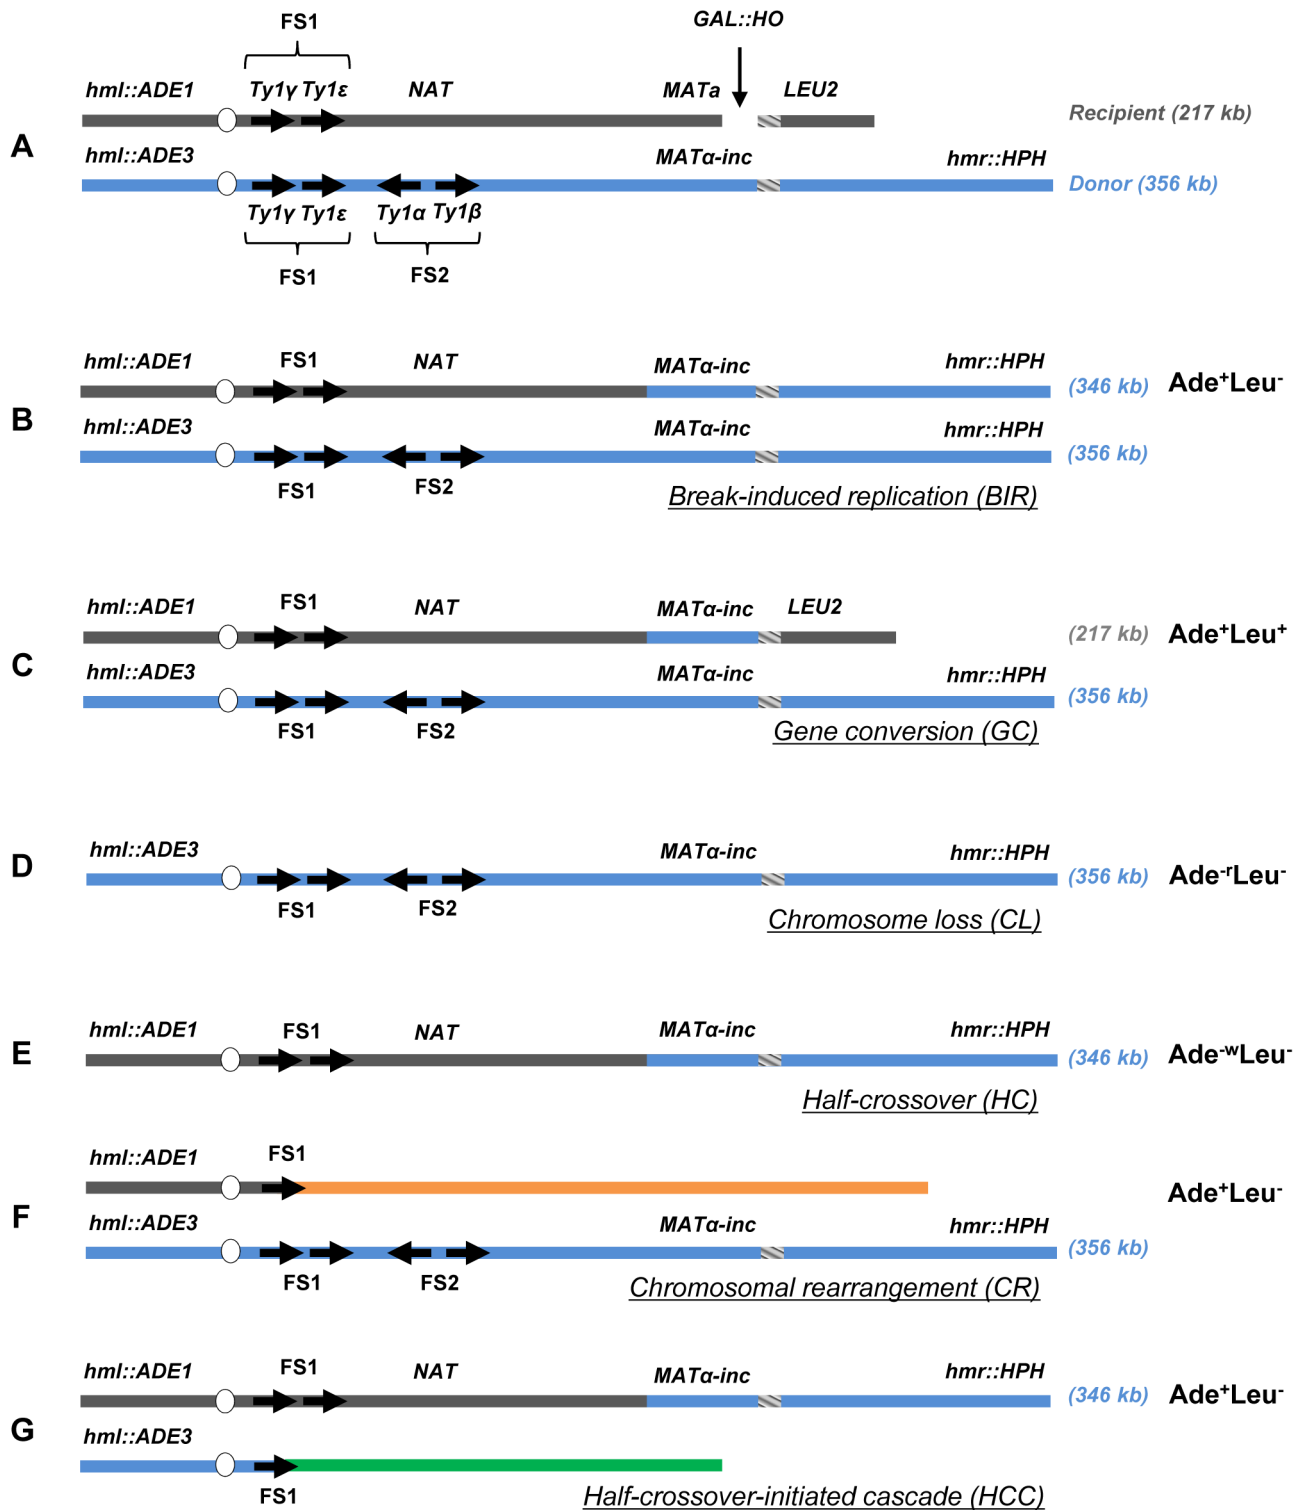 FS1
GAL::HO
hml::ADE1
Ty1γ Ty1ε
NAT
MATa
LEU2
Recipient (217 kb)
A
hml::ADE3
MATα-inc
hmr::HPH
Donor (356 kb)
Ty1γ Ty1ε
Ty1α Ty1β
FS1
FS2
hml::ADE1
FS1
NAT
MATα-inc
hmr::HPH
(346 kb)
Ade+Leu-
B
hml::ADE3
MATα-inc
hmr::HPH
(356 kb)
FS1
FS2
Break-induced replication (BIR)
hml::ADE1
FS1
NAT
MATα-inc
LEU2
(217 kb)
Ade+Leu+
C
hml::ADE3
MATα-inc
hmr::HPH
(356 kb)
FS1
FS2
Gene conversion (GC)
D
hml::ADE3
MATα-inc
hmr::HPH
(356 kb)
Ade-rLeu-
FS1
FS2
Chromosome loss (CL)
E
hml::ADE1
FS1
NAT
MATα-inc
hmr::HPH
(346 kb)
Ade-wLeu-
Half-crossover (HC)
hml::ADE1
FS1
Ade+Leu-
F
hml::ADE3
MATα-inc
hmr::HPH
(356 kb)
FS1
FS2
Chromosomal rearrangement (CR)
hml::ADE1
FS1
NAT
MATα-inc
hmr::HPH
(346 kb)
Ade+Leu-
G
hml::ADE3
FS1
Half-crossover-initiated cascade (HCC)